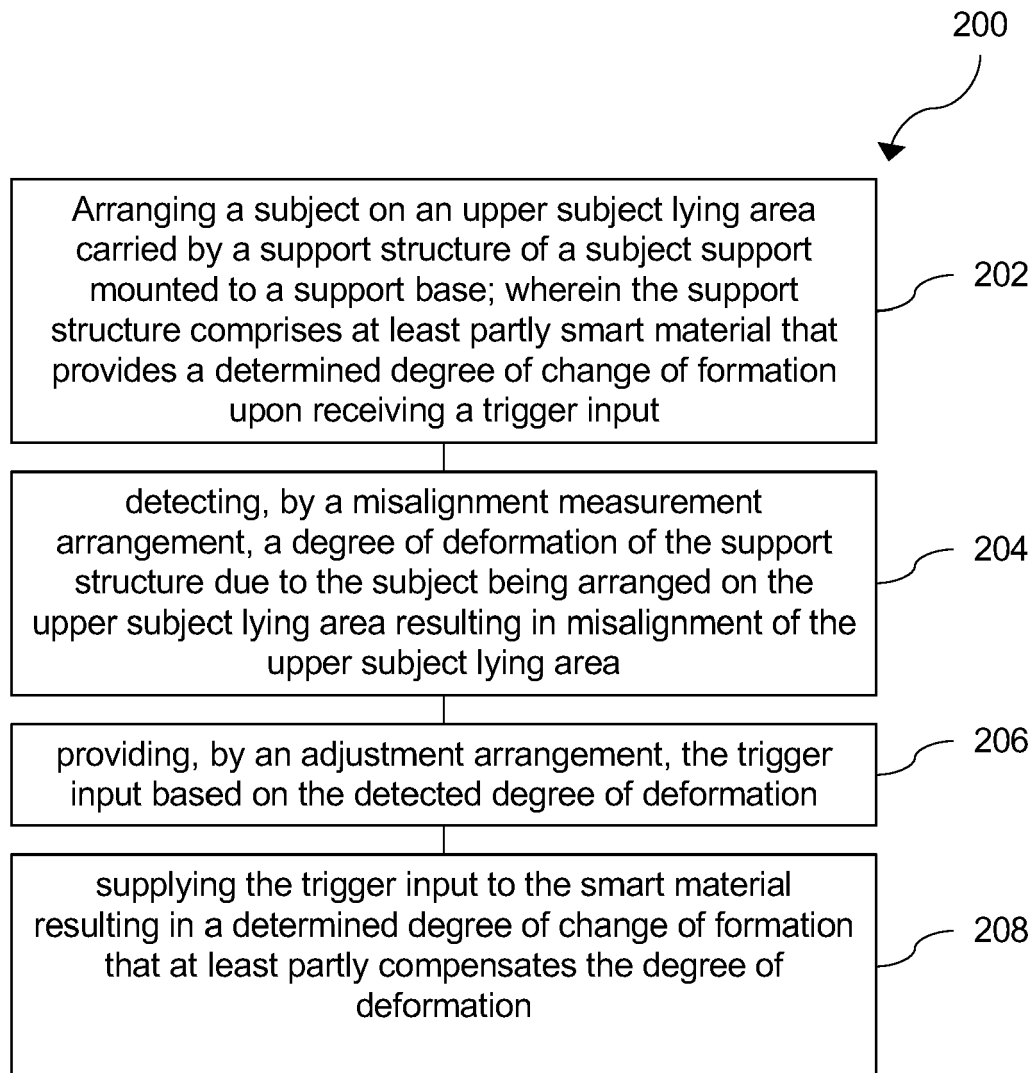 200
Arranging a subject on an upper subject lying area
carried by a support structure of a subject support
mounted to a support base; wherein the support
structure comprises at least partly smart material that
provides a determined degree of change of formation
upon receiving a trigger input
202
detecting, by a misalignment measurement
arrangement, a degree of deformation of the support
structure due to the subject being arranged on the
upper subject lying area resulting in misalignment of the
upper subject lying area
204
providing, by an adjustment arrangement, the trigger
input based on the detected degree of deformation
206
supplying the trigger input to the smart material
resulting in a determined degree of change of formation
that at least partly compensates the degree of
deformation
208